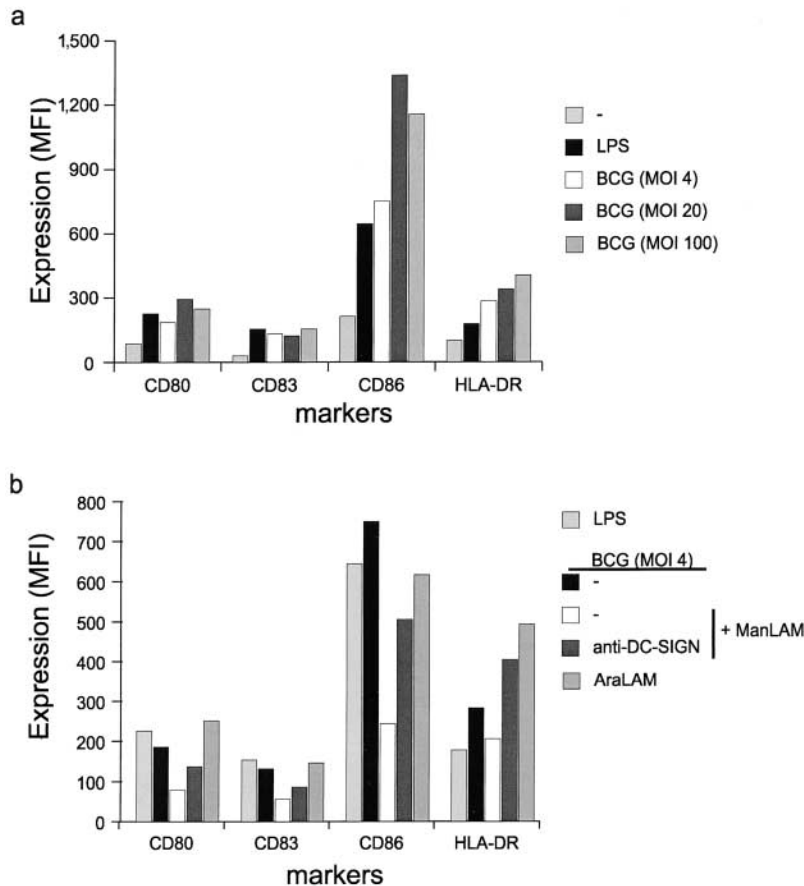 a
Expression (MFI)
1,500
1,200
900
600
300
0
CD80 CD83 CD86 HLA-DR
markers
-
LPS
BCG (MOI 4)
BCG (MOI 20)
BCG (MOI 100)
b
Expression (MFI)
800
700
600
500
400
300
200
100
0
CD80 CD83 CD86 HLA-DR
markers
LPS
BCG (MOI 4)
-
-
anti-DC-SIGN
+ ManLAM
AraLAM